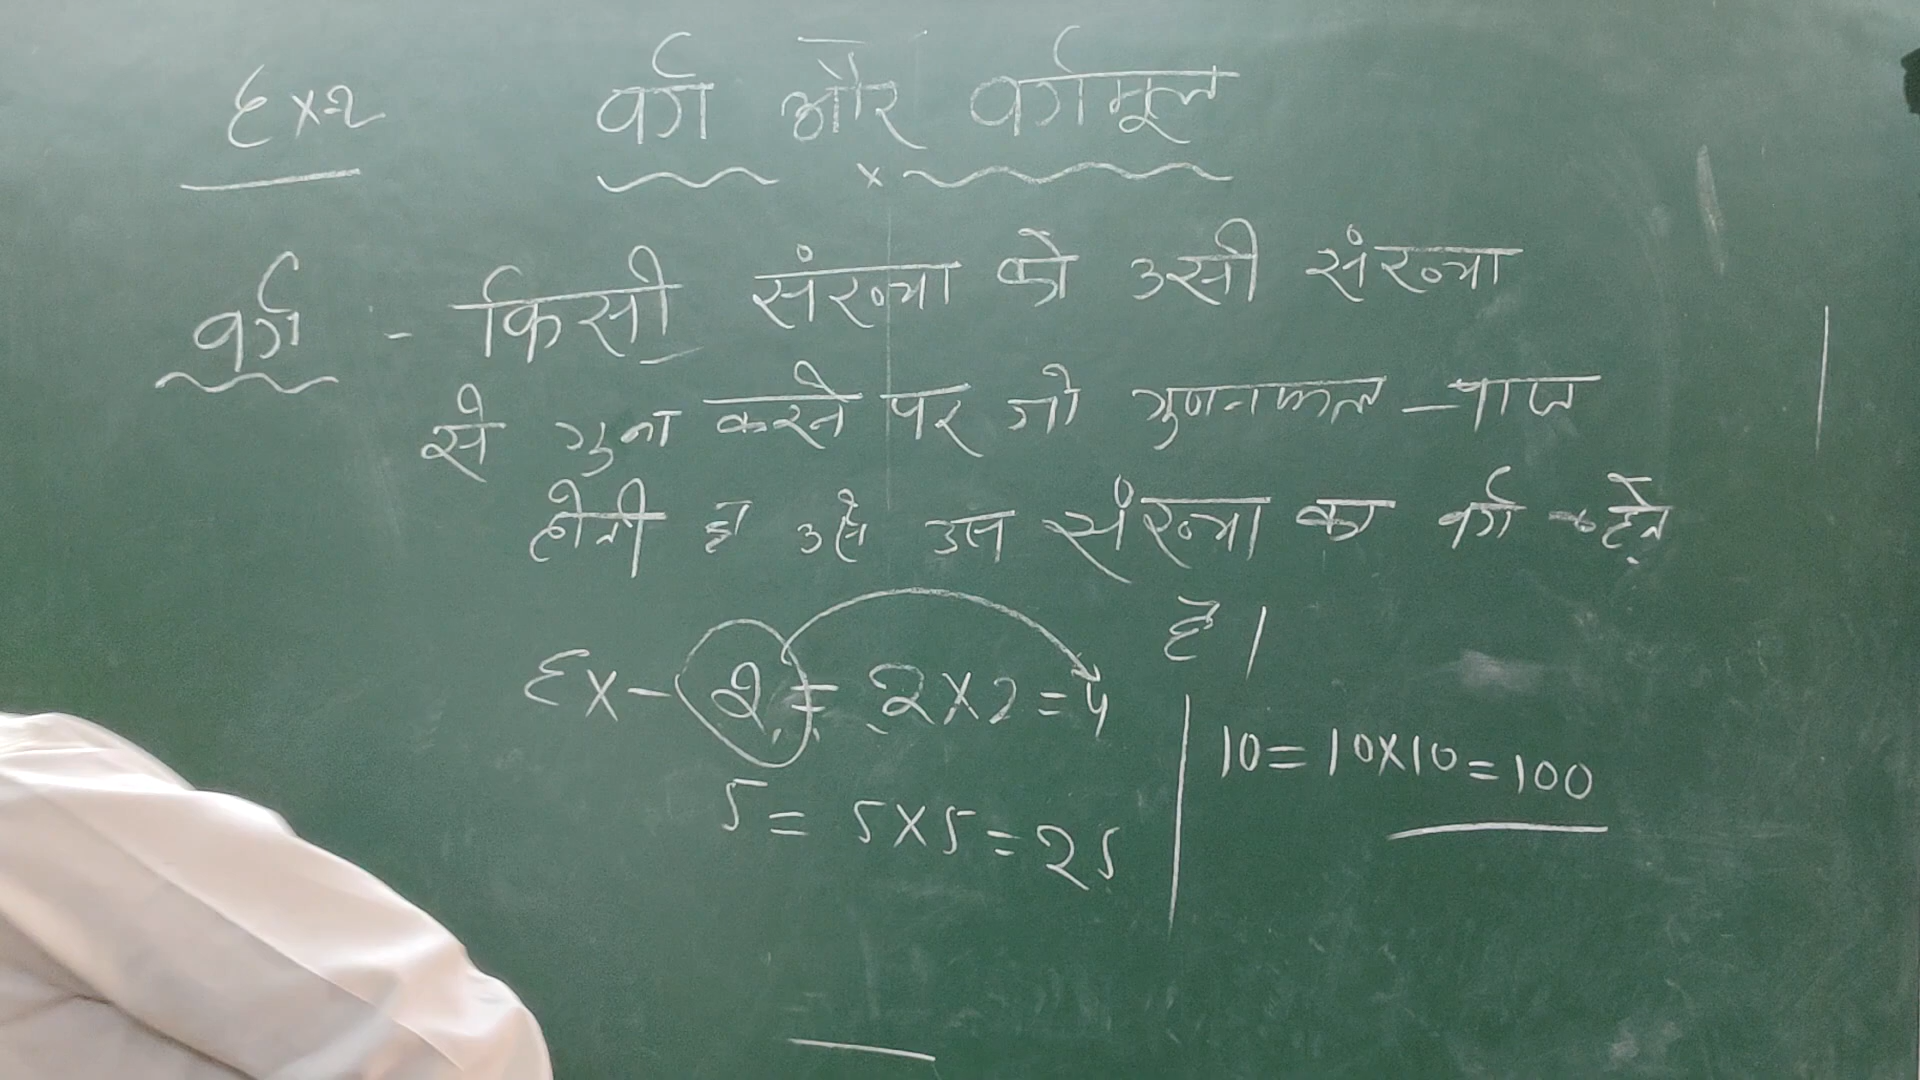 Ex-2 वर्ग और वर्गमूल
वर्ग - किसी संख्या को उसी संख्या
से गुना करने पर जो गुणनफल प्राप्त
होती है उसे उस संख्या का वर्ग कहते
है।
Ex- 2 = 2×2=4
5 = 5×5=25
10=10×10=100